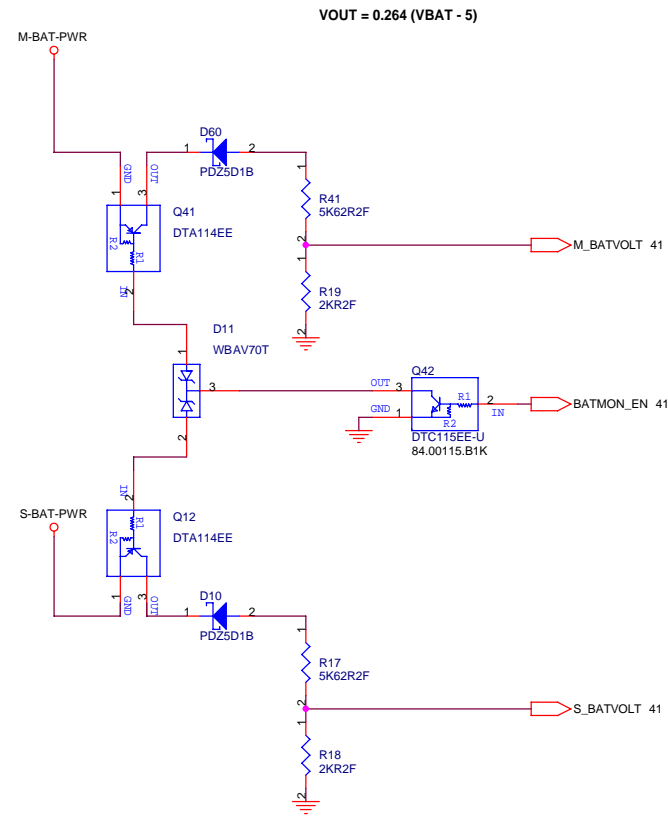 VOUT = 0.264 (VBAT - 5)
M-BAT-PWR
D60
1 2
PDZ5D1B
GND OUT
1 3
Q41
DTA114EE
R2 R1
IN 2
1
R41
5K62R2F
2
M_BATVOLT 41
1
R19
2KR2F
2
D11
WBAV70T
1
3
2
Q42
OUT 3
GND 1
R1
R2
2 IN
BATMON_EN 41
DTC115EE-U
84.00115.B1K
IN 2
S-BAT-PWR
Q12
DTA114EE
R1
R2
1 3
GND OUT
D10
1 2
PDZ5D1B
1
R17
5K62R2F
2
S_BATVOLT 41
1
R18
2KR2F
2